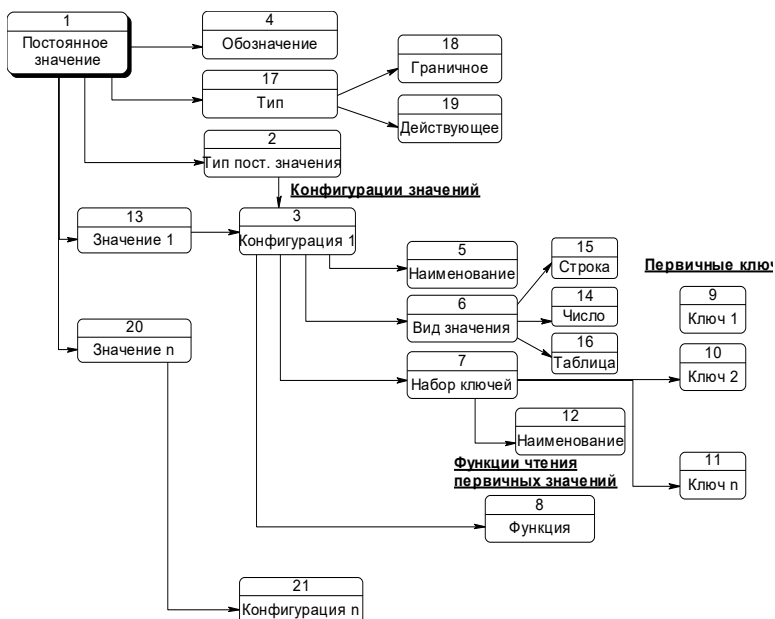 1
Постоянное
значение
4
Обозначение
17
Тип
18
Граничное
19
Действующее
2
Тип пост. значения
Конфигурации значений
13
Значение 1
3
Конфигурация 1
5
Наименование
15
Строка
Первичные ключ
6
Вид значения
14
Число
9
Ключ 1
20
Значение n
16
Таблица
7
Набор ключей
10
Ключ 2
12
Наименование
11
Ключ n
Функции чтения
первичных значений
8
Функция
21
Конфигурация n